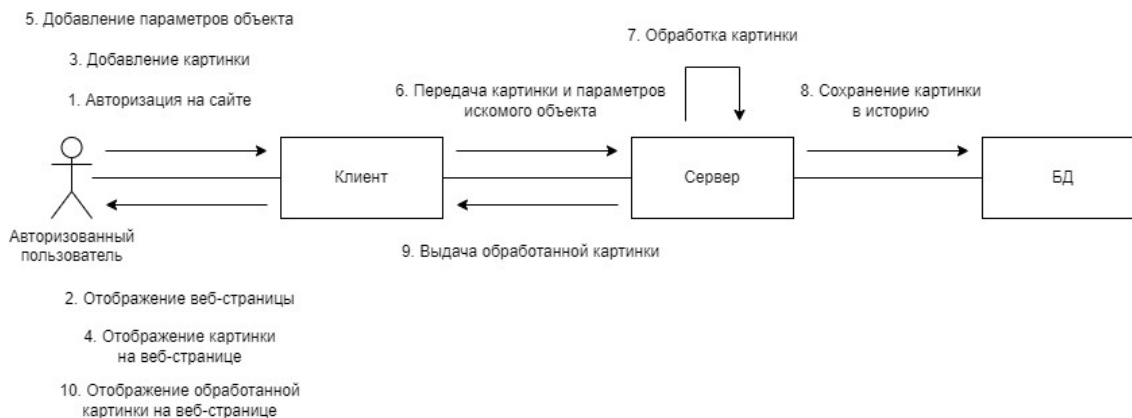 5. Добавление параметров объекта
3. Добавление картинки
1. Авторизация на сайте
7. Обработка картинки
6. Передача картинки и параметров
искомого объекта
8. Сохранение картинки
в историю
Клиент
Сервер
БД
Авторизованный
пользователь
9. Выдача обработанной картинки
2. Отображение веб-страницы
4. Отображение картинки
на веб-странице
10. Отображение обработанной
картинки на веб-странице